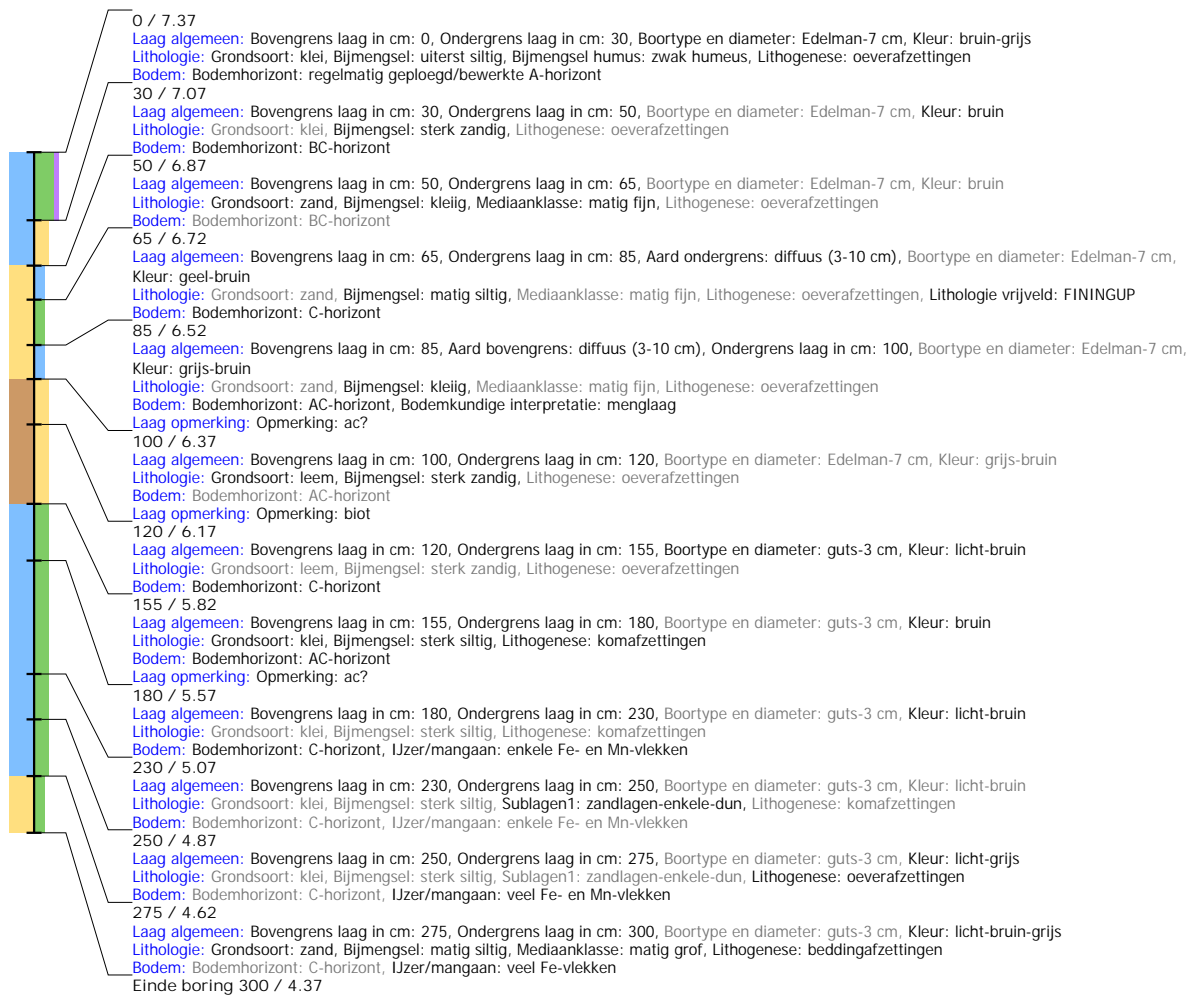 0 / 7.37
Laag algemeen: Bovengrens laag in cm: 0, Ondergrens laag in cm: 30, Boortype en diameter: Edelman-7 cm, Kleur: bruin-grijs
Lithologie: Grondsoort: klei, Bijmengsel: uiterst siltig, Bijmengsel humus: zwak humeus, Lithogenese: oeverafzettingen
Bodem: Bodemhorizont: regelmatig geploegd/bewerkte A-horizont
30 / 7.07
Laag algemeen: Bovengrens laag in cm: 30, Ondergrens laag in cm: 50, Boortype en diameter: Edelman-7 cm, Kleur: bruin
Lithologie: Grondsoort: klei, Bijmengsel: sterk zandig, Lithogenese: oeverafzettingen
Bodem: Bodemhorizont: BC-horizont
50 / 6.87
Laag algemeen: Bovengrens laag in cm: 50, Ondergrens laag in cm: 65, Boortype en diameter: Edelman-7 cm, Kleur: bruin
Lithologie: Grondsoort: zand, Bijmengsel: kleiig, Mediaanklasse: matig fijn, Lithogenese: oeverafzettingen
Bodem: Bodemhorizont: BC-horizont
65 / 6.72
Laag algemeen: Bovengrens laag in cm: 65, Ondergrens laag in cm: 85, Aard ondergrens: diffuus (3-10 cm), Boortype en diameter: Edelman-7 cm,
Kleur: geel-bruin
Lithologie: Grondsoort: zand, Bijmengsel: matig siltig, Mediaanklasse: matig fijn, Lithogenese: oeverafzettingen, Lithologie vrijveld: FININGUP
Bodem: Bodemhorizont: C-horizont
85 / 6.52
Laag algemeen: Bovengrens laag in cm: 85, Aard bovengrens: diffuus (3-10 cm), Ondergrens laag in cm: 100, Boortype en diameter: Edelman-7 cm,
Kleur: grijs-bruin
Lithologie: Grondsoort: zand, Bijmengsel: kleiig, Mediaanklasse: matig fijn, Lithogenese: oeverafzettingen
Bodem: Bodemhorizont: AC-horizont, Bodemkundige interpretatie: menglaag
Laag opmerking: Opmerking: ac?
100 / 6.37
Laag algemeen: Bovengrens laag in cm: 100, Ondergrens laag in cm: 120, Boortype en diameter: Edelman-7 cm, Kleur: grijs-bruin
Lithologie: Grondsoort: leem, Bijmengsel: sterk zandig, Lithogenese: oeverafzettingen
Bodem: Bodemhorizont: AC-horizont
Laag opmerking: Opmerking: biot
120 / 6.17
Laag algemeen: Bovengrens laag in cm: 120, Ondergrens laag in cm: 155, Boortype en diameter: guts-3 cm, Kleur: licht-bruin
Lithologie: Grondsoort: leem, Bijmengsel: sterk zandig, Lithogenese: oeverafzettingen
Bodem: Bodemhorizont: C-horizont
155 / 5.82
Laag algemeen: Bovengrens laag in cm: 155, Ondergrens laag in cm: 180, Boortype en diameter: guts-3 cm, Kleur: bruin
Lithologie: Grondsoort: klei, Bijmengsel: sterk siltig, Lithogenese: komafzettingen
Bodem: Bodemhorizont: AC-horizont
Laag opmerking: Opmerking: ac?
180 / 5.57
Laag algemeen: Bovengrens laag in cm: 180, Ondergrens laag in cm: 230, Boortype en diameter: guts-3 cm, Kleur: licht-bruin
Lithologie: Grondsoort: klei, Bijmengsel: sterk siltig, Lithogenese: komafzettingen
Bodem: Bodemhorizont: C-horizont, IJzer/mangaan: enkele Fe- en Mn-vlekken
230 / 5.07
Laag algemeen: Bovengrens laag in cm: 230, Ondergrens laag in cm: 250, Boortype en diameter: guts-3 cm, Kleur: licht-bruin
Lithologie: Grondsoort: klei, Bijmengsel: sterk siltig, Sublagen1: zandlagen-enkele-dun, Lithogenese: komafzettingen
Bodem: Bodemhorizont: C-horizont, IJzer/mangaan: enkele Fe- en Mn-vlekken
250 / 4.87
Laag algemeen: Bovengrens laag in cm: 250, Ondergrens laag in cm: 275, Boortype en diameter: guts-3 cm, Kleur: licht-grijs
Lithologie: Grondsoort: klei, Bijmengsel: sterk siltig, Sublagen1: zandlagen-enkele-dun, Lithogenese: oeverafzettingen
Bodem: Bodemhorizont: C-horizont, IJzer/mangaan: veel Fe- en Mn-vlekken
275 / 4.62
Laag algemeen: Bovengrens laag in cm: 275, Ondergrens laag in cm: 300, Boortype en diameter: guts-3 cm, Kleur: licht-bruin-grijs
Lithologie: Grondsoort: zand, Bijmengsel: matig siltig, Mediaanklasse: matig grof, Lithogenese: beddingafzettingen
Bodem: Bodemhorizont: C-horizont, IJzer/mangaan: veel Fe-vlekken
Einde boring 300 / 4.37